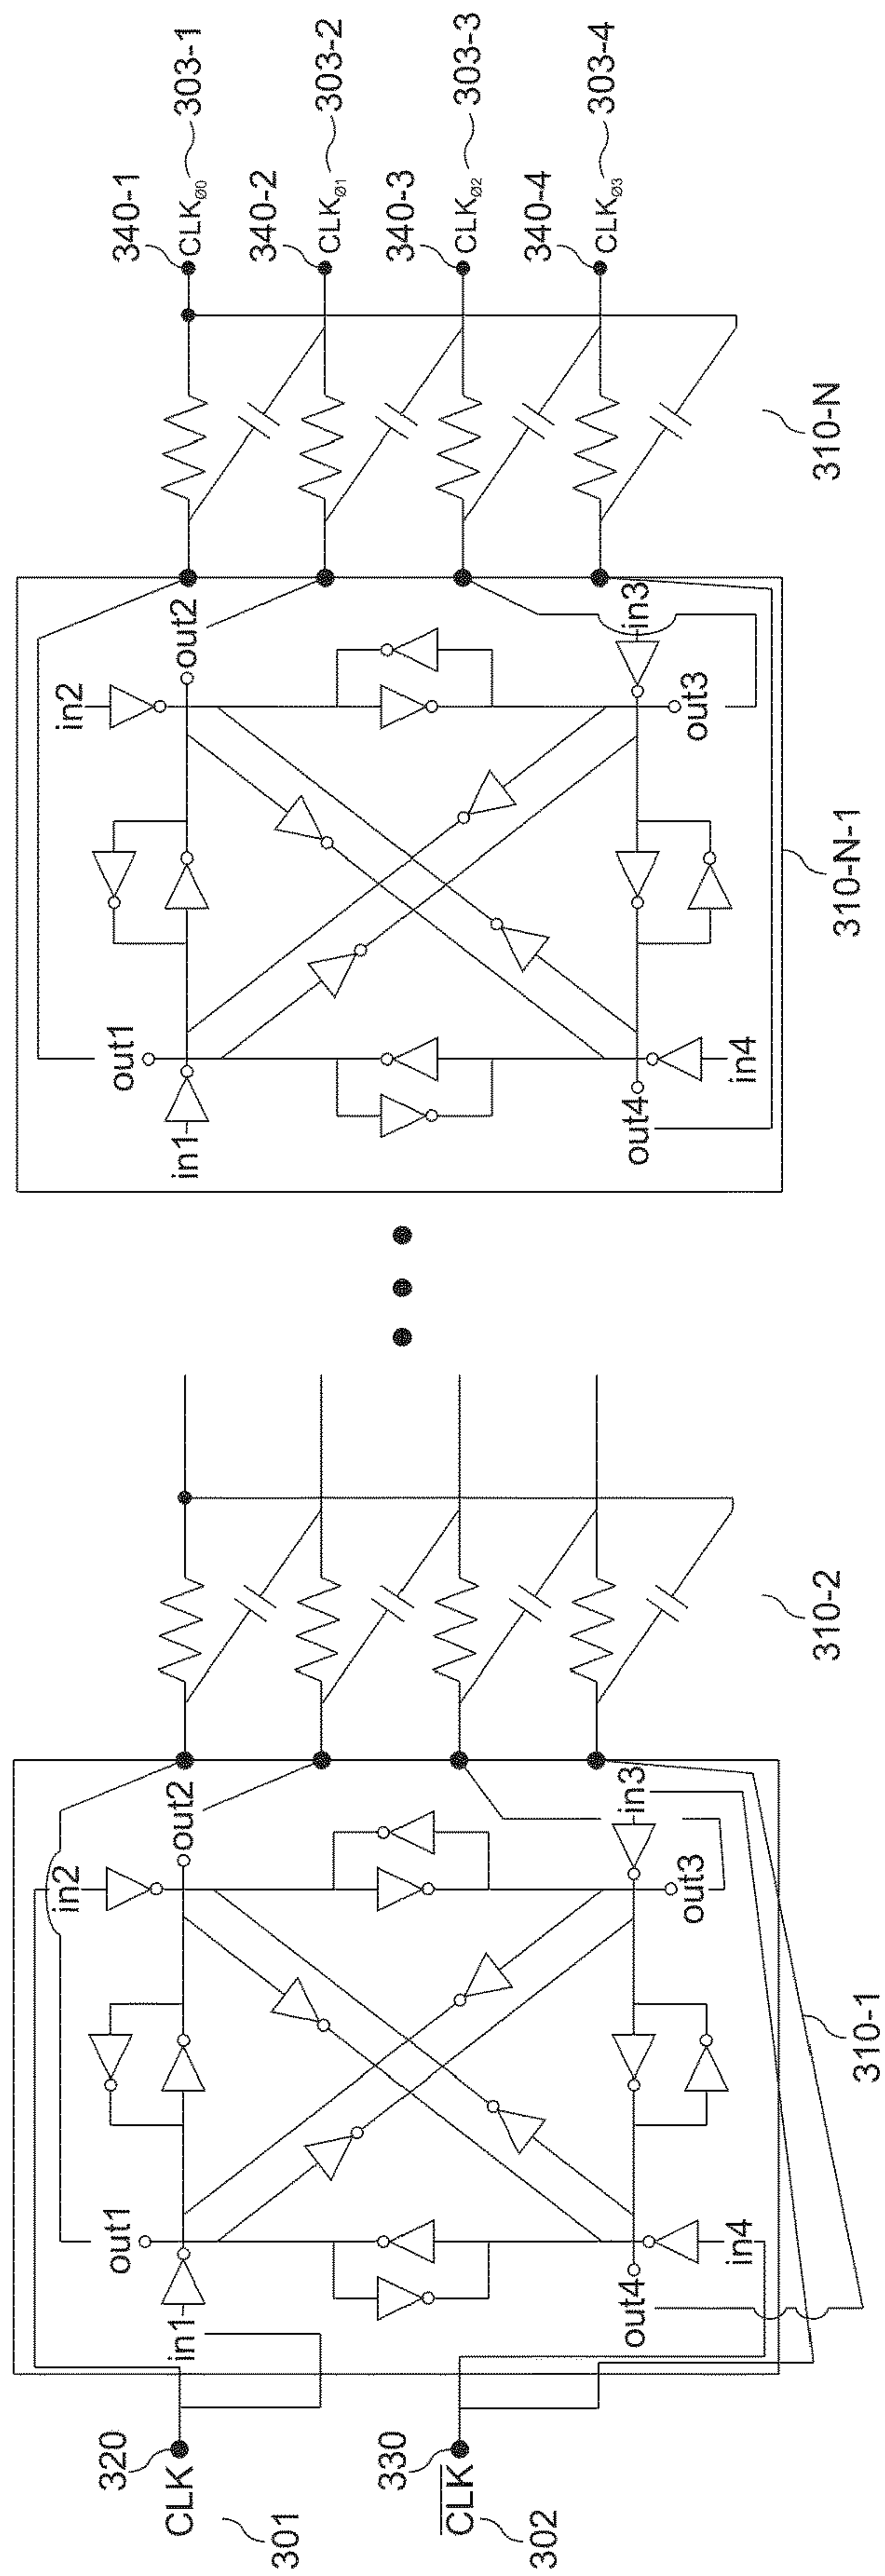 340-1
CLKø0
303-1
340-2
CLKø1
303-2
340-3
CLKø2
303-3
340-4
CLKø3
303-4
310-N
in2
out2
in3
out3
out1
in1
out4
in4
310-N-1
310-2
in2
out2
in3
out3
out1
in1
out4
in4
310-1
320
CLK
301
330
CLK
302